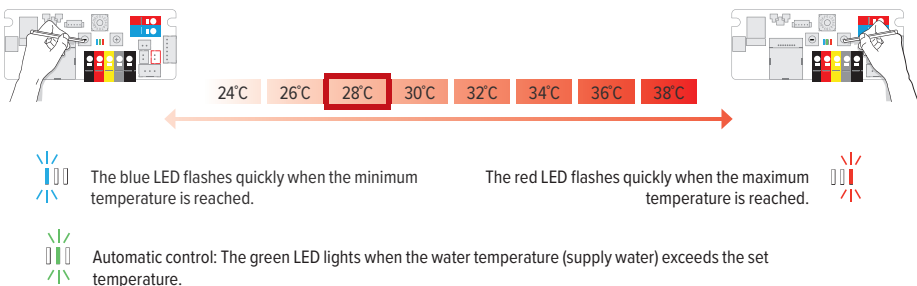 24°C 26°C 28°C 30°C 32°C 34°C 36°C 38°C
The blue LED flashes quickly when the minimum
temperature is reached.
The red LED flashes quickly when the maximum
temperature is reached.
Automatic control: The green LED lights when the water temperature (supply water) exceeds the set
temperature.